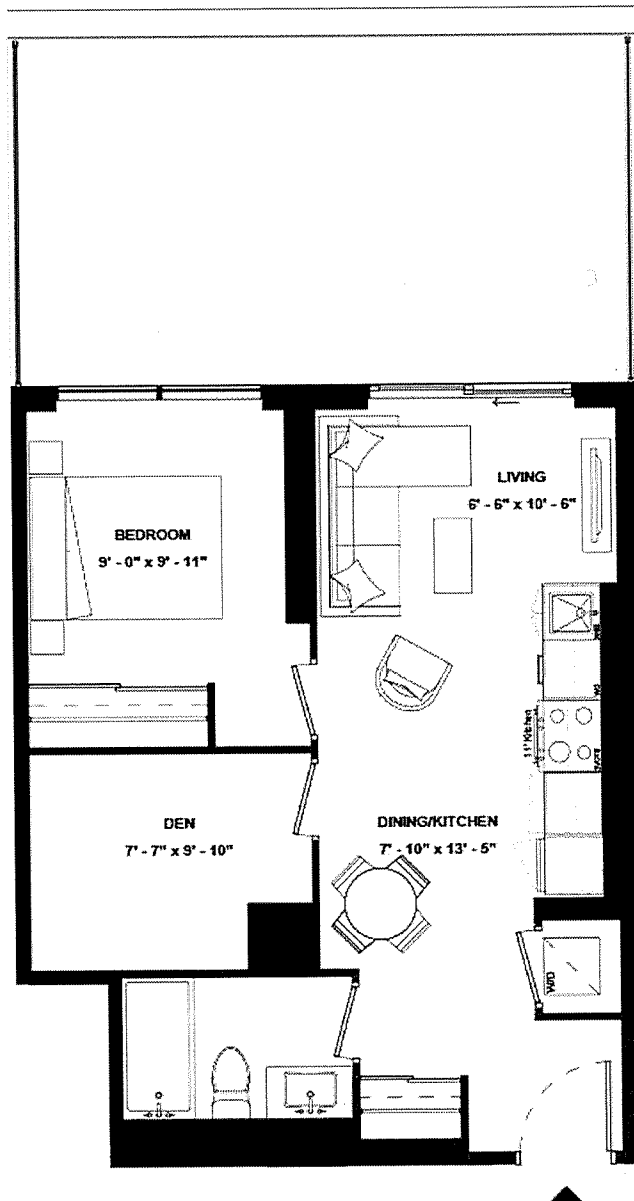 LIVING
6' - 6" x 10' - 6"
BEDROOM
9' - 0" x 9' - 11"
11' Kitchen
DEN
7' - 7" x 9' - 10"
DINING/KITCHEN
7' - 10" x 13' - 5"
W/D